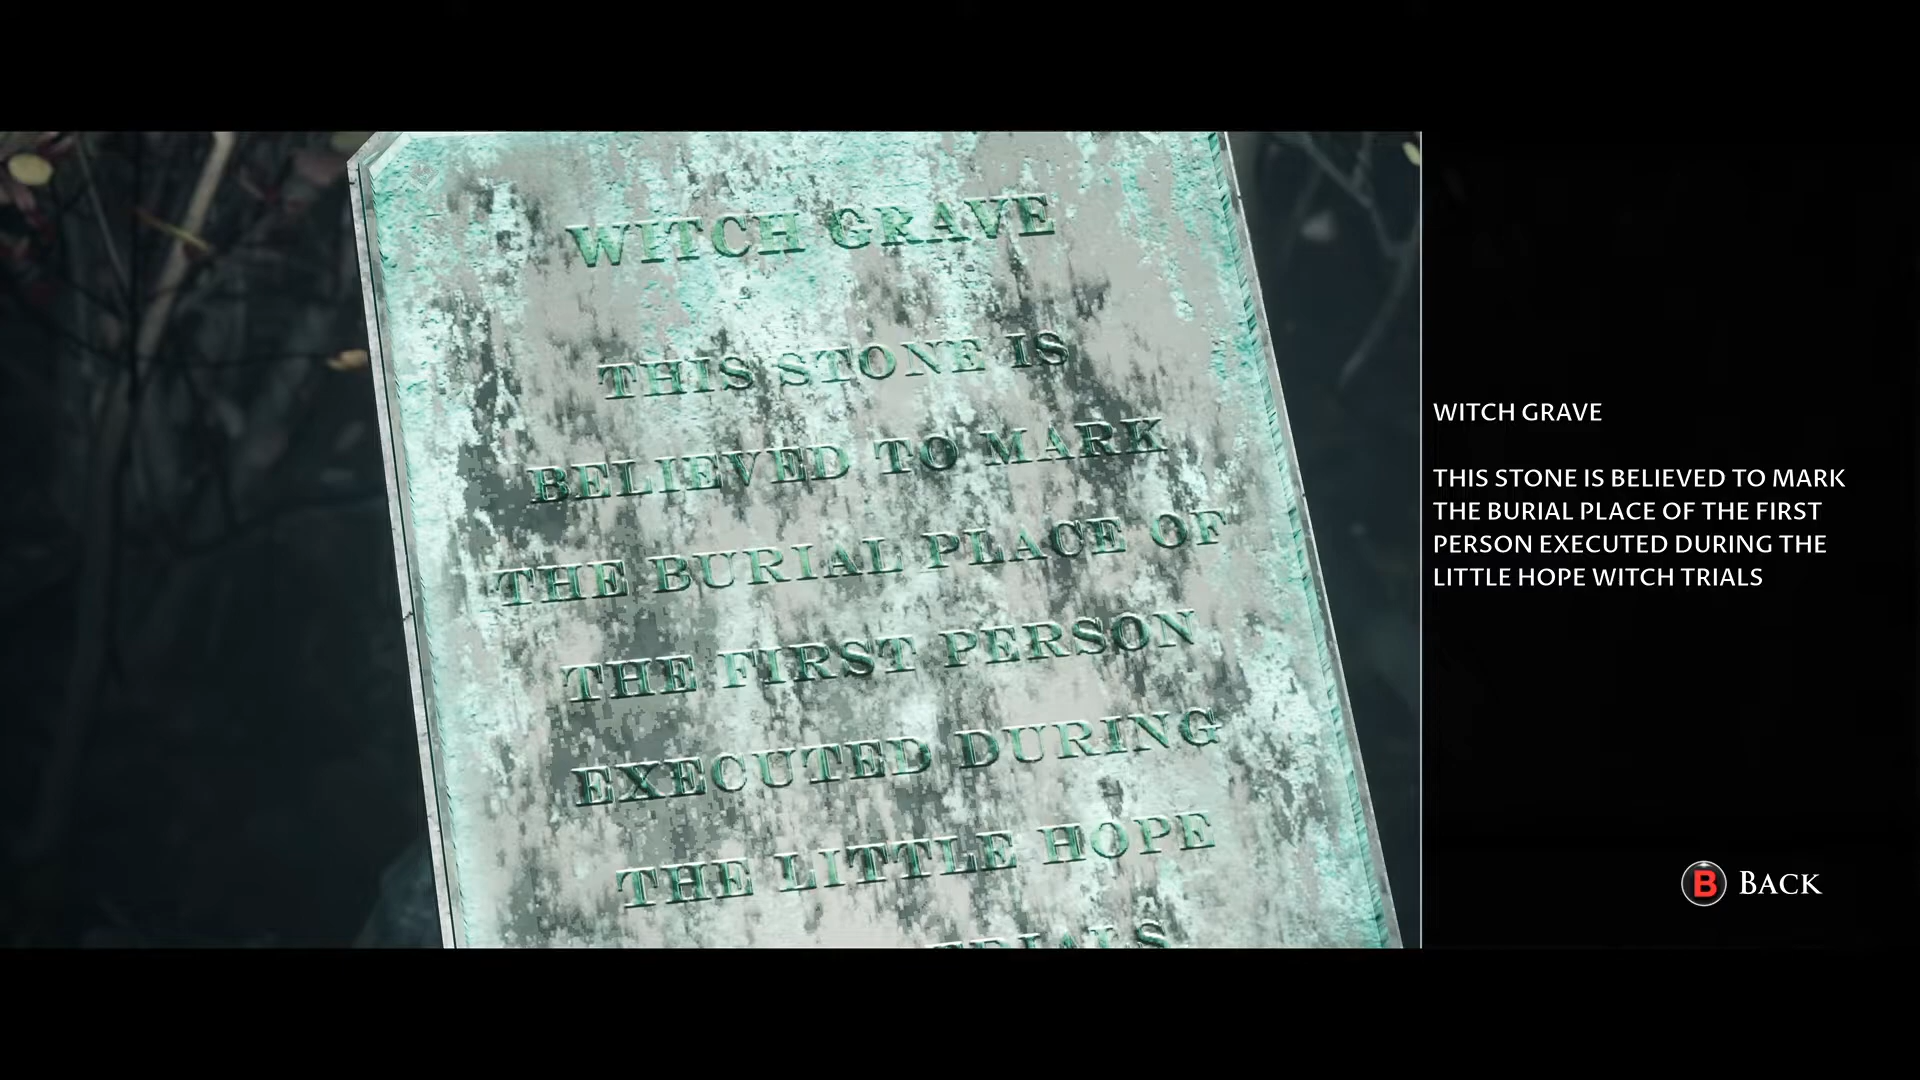 WITCH GRAVE
THIS STONE IS
BELIEVED TO MARK
THE BURIAL PLACE OF
THE FIRST PERSON
EXECUTED DURING
THE LITTLE HOPE
TRIALS
WITCH GRAVE
THIS STONE IS BELIEVED TO MARK
THE BURIAL PLACE OF THE FIRST
PERSON EXECUTED DURING THE
LITTLE HOPE WITCH TRIALS
B BACK